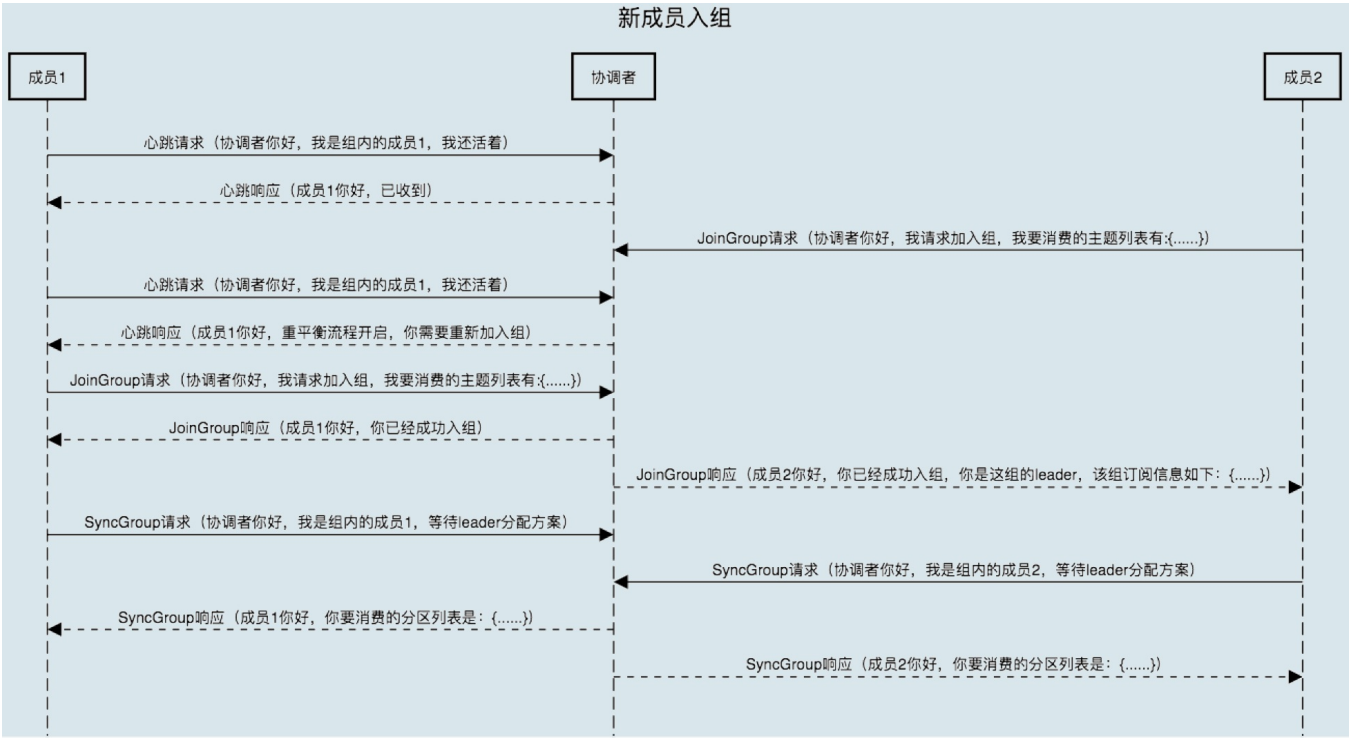 新成员入组
成员1
协调者
成员2
心跳请求（协调者你好，我是组内的成员1，我还活着）
心跳响应（成员1你好，已收到）
JoinGroup请求（协调者你好，我请求加入组，我要消费的主题列表有:{......}）
心跳请求（协调者你好，我是组内的成员1，我还活着）
心跳响应（成员1你好，重平衡流程开启，你需要重新加入组）
JoinGroup请求（协调者你好，我请求加入组，我要消费的主题列表有:{......}）
JoinGroup响应（成员1你好，你已经成功入组）
JoinGroup响应（成员2你好，你已经成功入组，你是这组的leader，该组订阅信息如下：{......}）
SyncGroup请求（协调者你好，我是组内的成员1，等待leader分配方案）
SyncGroup请求（协调者你好，我是组内的成员2，等待leader分配方案）
SyncGroup响应（成员1你好，你要消费的分区列表是：{......}）
SyncGroup响应（成员2你好，你要消费的分区列表是：{......}）